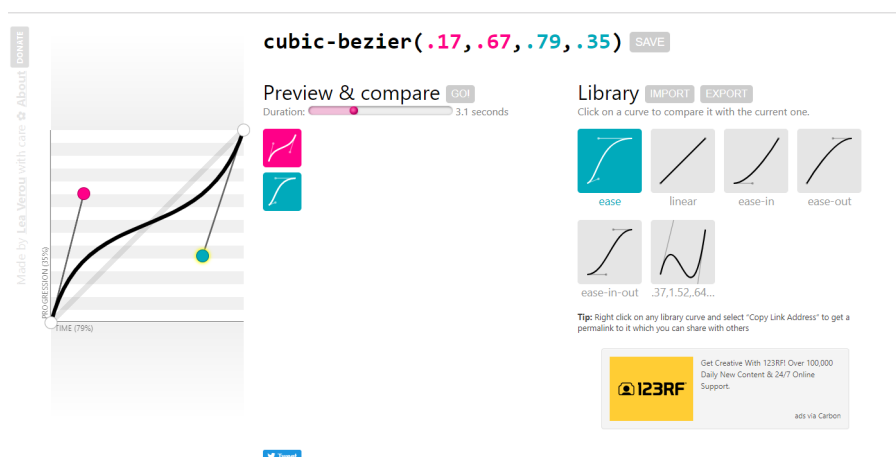 cubic-bezier(.17,.67,.79,.35) SAVE
DONATE
Made by Lea Verou with care ✿ About
Preview & compare GO!
Duration: 3.1 seconds
Library IMPORT EXPORT
Click on a curve to compare it with the current one.
ease
linear
ease-in
ease-out
ease-in-out
.37,1.52,.64...
PROGRESSION (35%)
TIME (79%)
Tip: Right click on any library curve and select “Copy Link Address” to get a
permalink to it which you can share with others
123RF
Get Creative With 123RF! Over 100,000
Daily New Content & 24/7 Online
Support.
ads via Carbon
Tweet